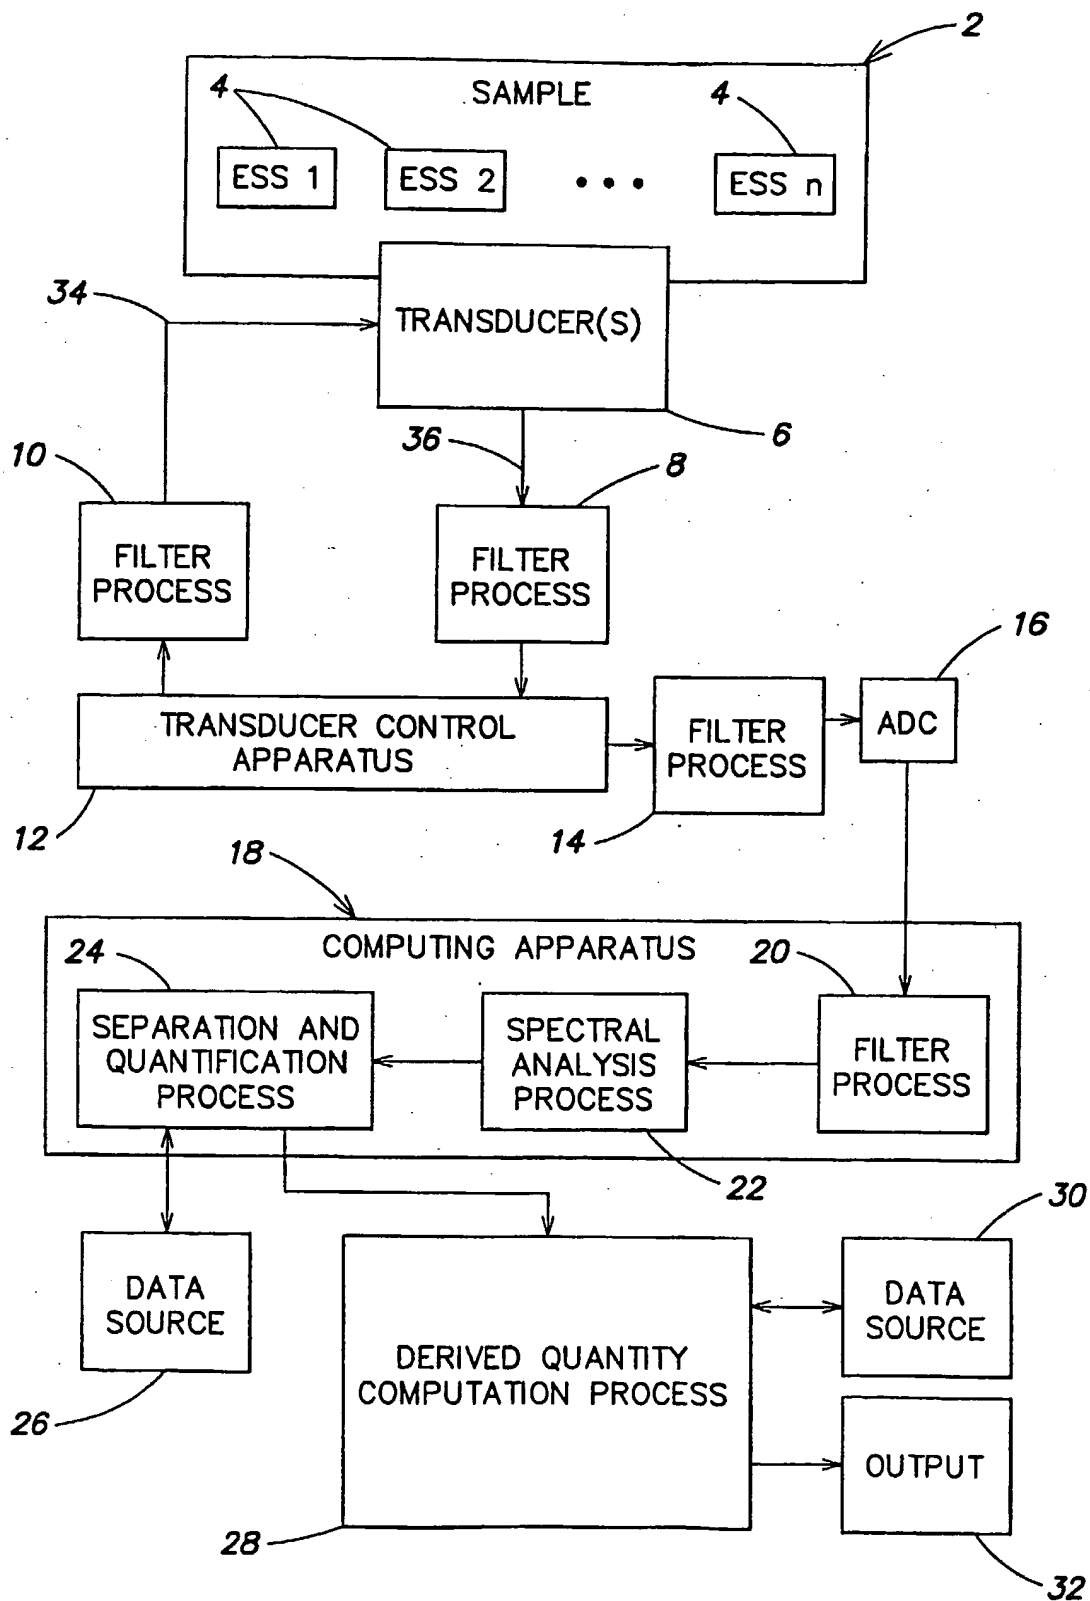 2
4
SAMPLE
4
ESS 1
ESS 2
• • •
ESS n
34
TRANSDUCER(S)
6
36
10
8
FILTER
PROCESS
FILTER
PROCESS
16
TRANSDUCER CONTROL
APPARATUS
FILTER
PROCESS
ADC
12
14
18
COMPUTING APPARATUS
24
20
SEPARATION AND
QUANTIFICATION
PROCESS
SPECTRAL
ANALYSIS
PROCESS
FILTER
PROCESS
22
30
DATA
SOURCE
DATA
SOURCE
DERIVED QUANTITY
COMPUTATION PROCESS
26
OUTPUT
28
32